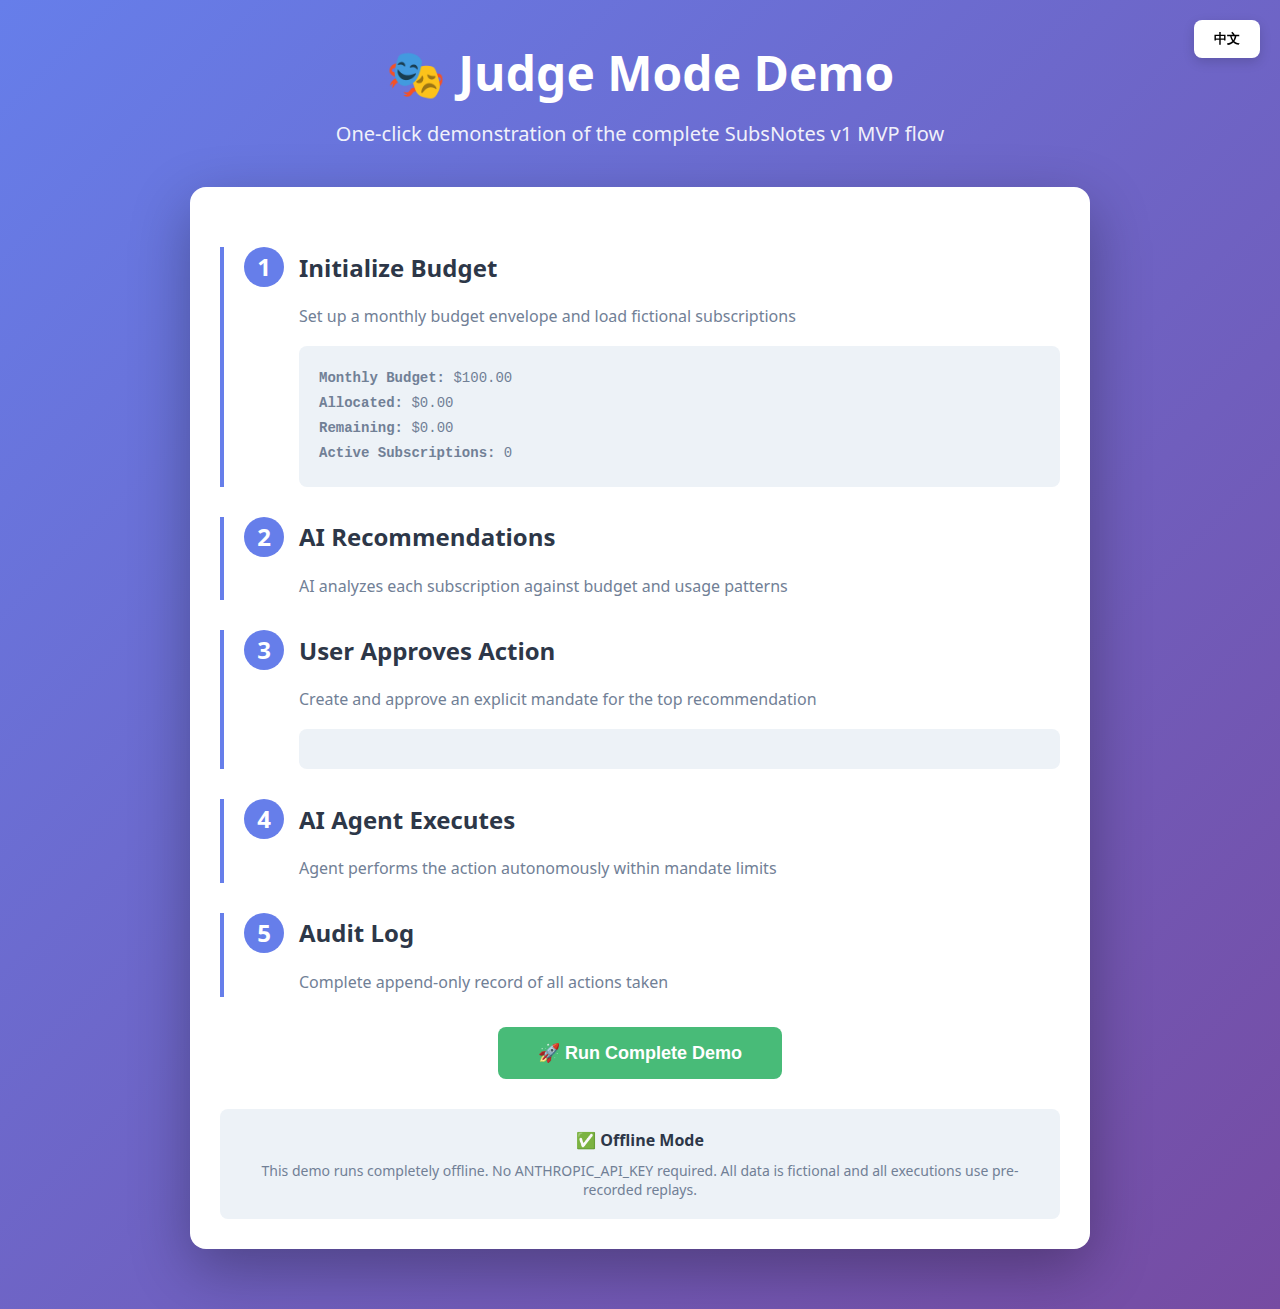 中文
🎭 Judge Mode Demo
One-click demonstration of the complete SubsNotes v1 MVP flow
1 Initialize Budget
Set up a monthly budget envelope and load fictional subscriptions
Monthly Budget: $100.00
Allocated: $0.00
Remaining: $0.00
Active Subscriptions: 0
2 AI Recommendations
AI analyzes each subscription against budget and usage patterns
3 User Approves Action
Create and approve an explicit mandate for the top recommendation
4 AI Agent Executes
Agent performs the action autonomously within mandate limits
5 Audit Log
Complete append-only record of all actions taken
🚀 Run Complete Demo
✅ Offline Mode
This demo runs completely offline. No ANTHROPIC_API_KEY required. All data is fictional and all executions use pre-
recorded replays.